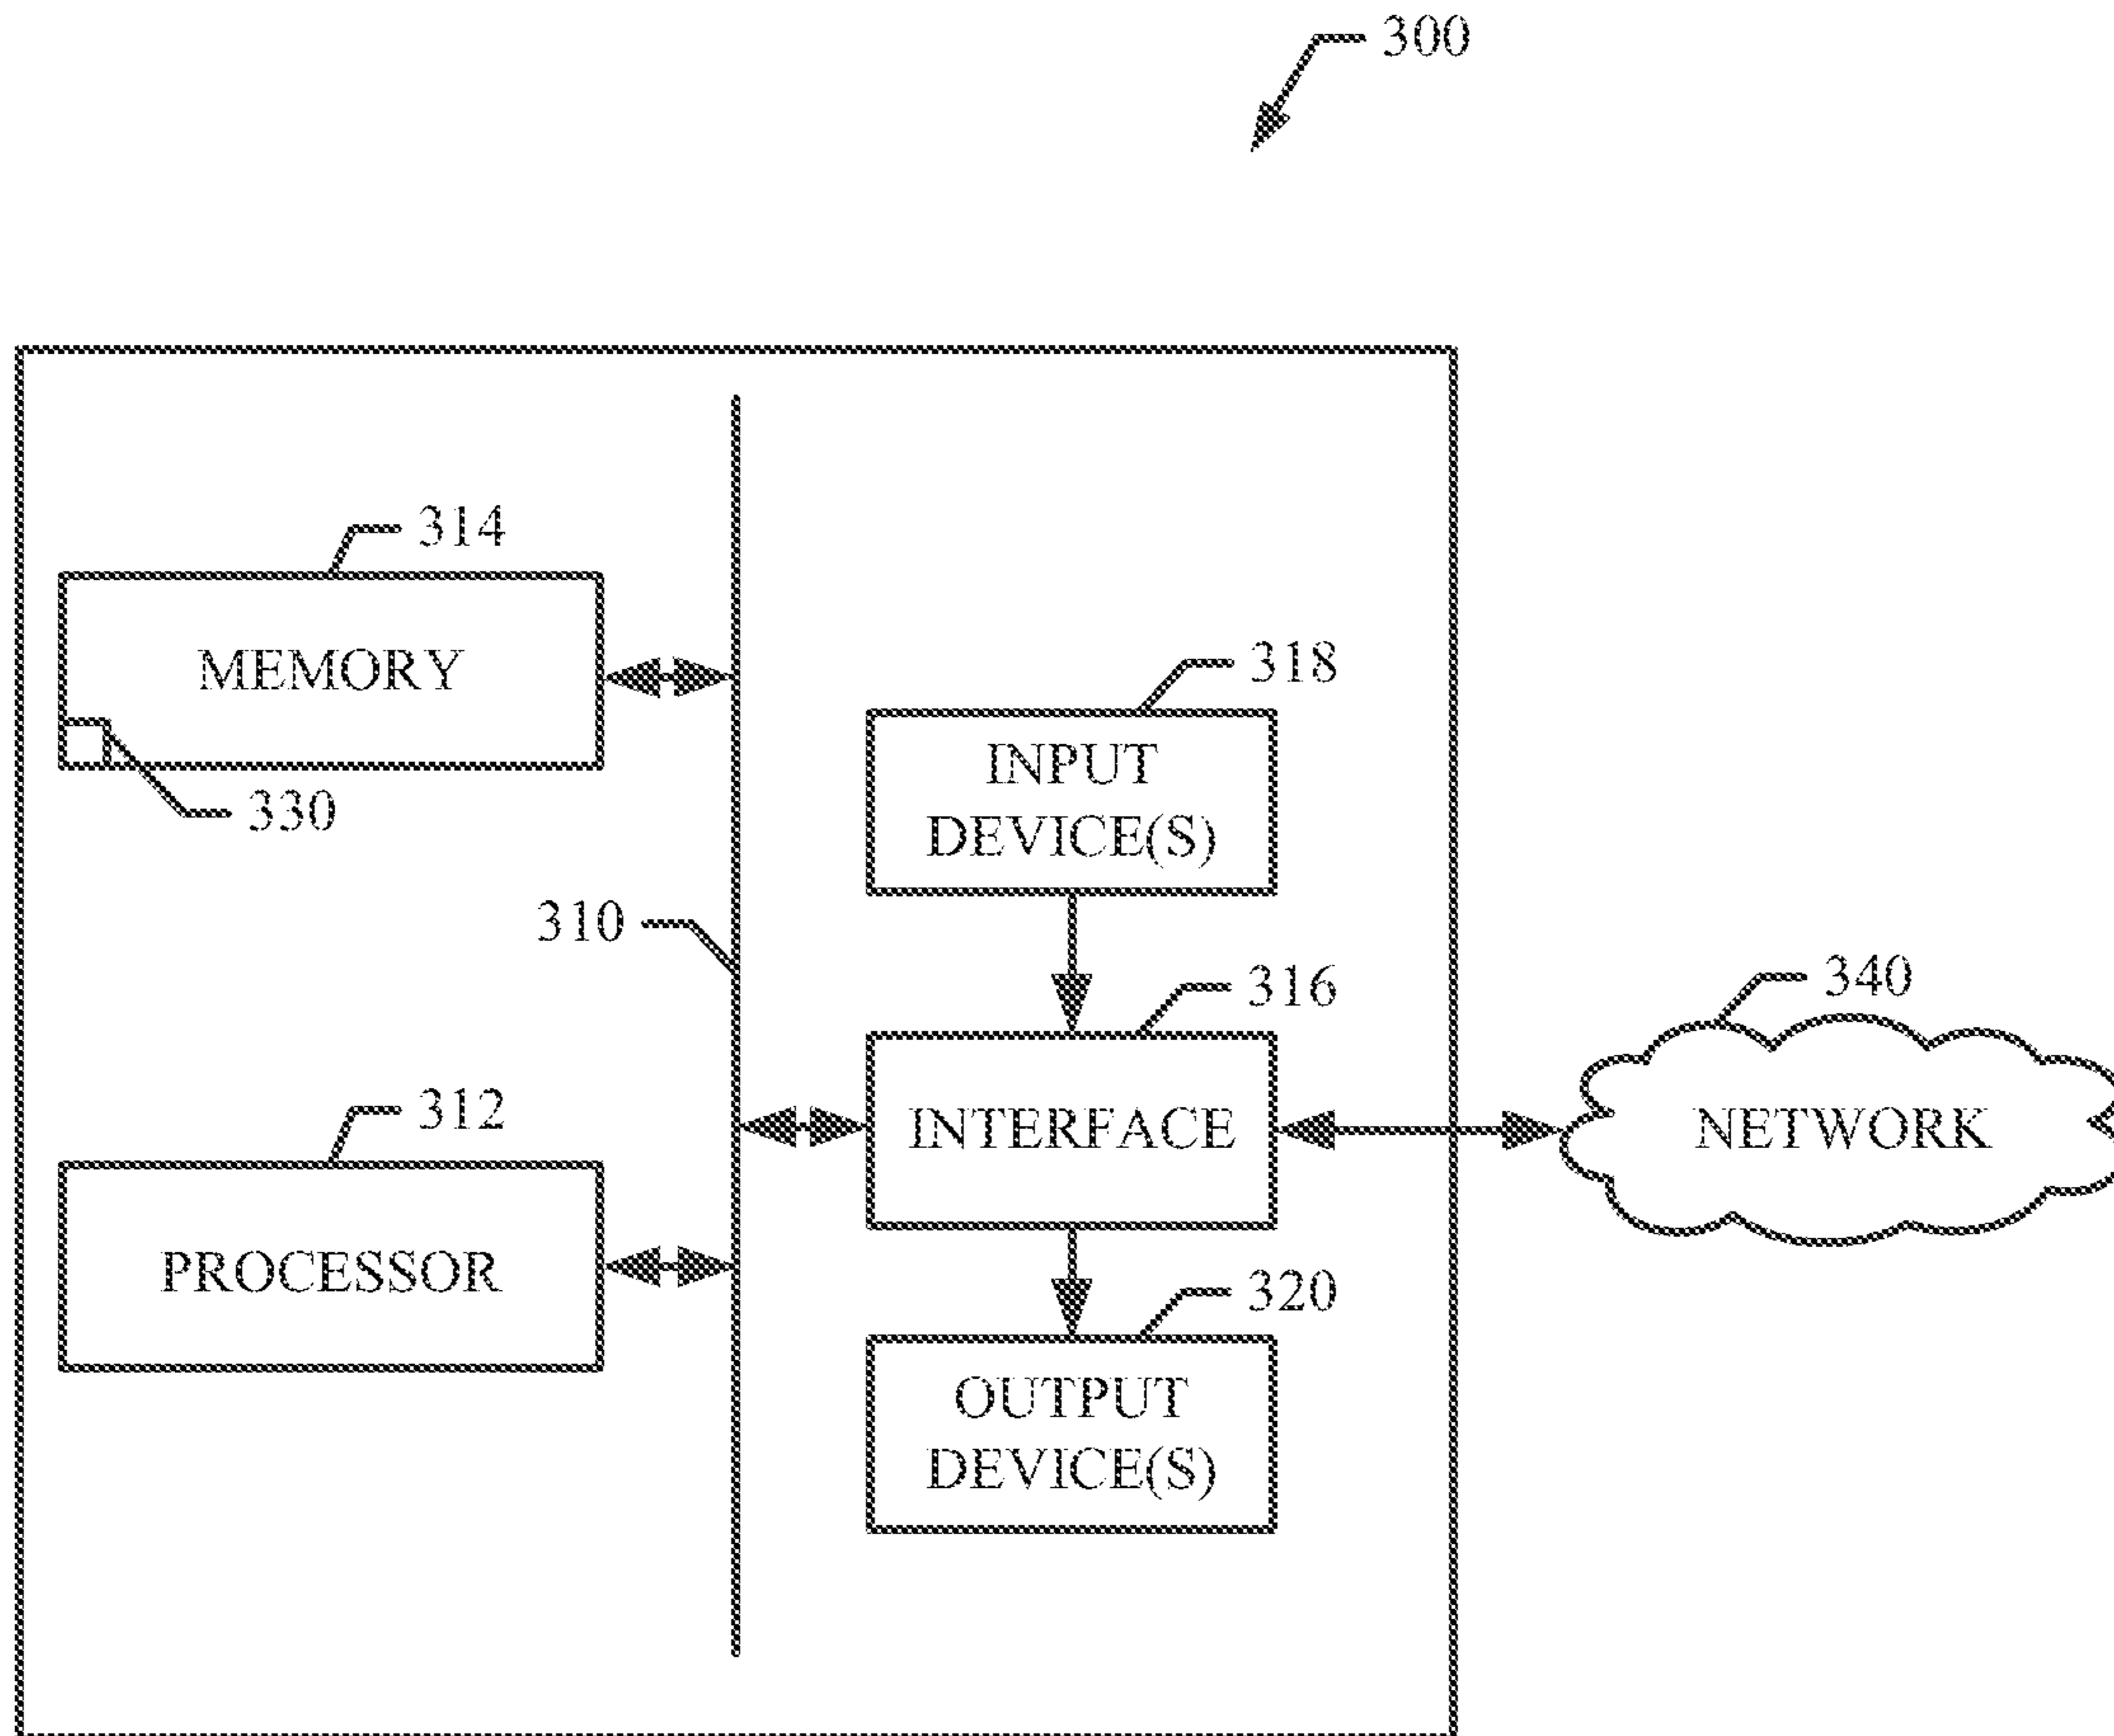 300
314
MEMORY
330
318
INPUT
DEVICE(S)
310
316
INTERFACE
340
NETWORK
312
PROCESSOR
320
OUTPUT
DEVICE(S)